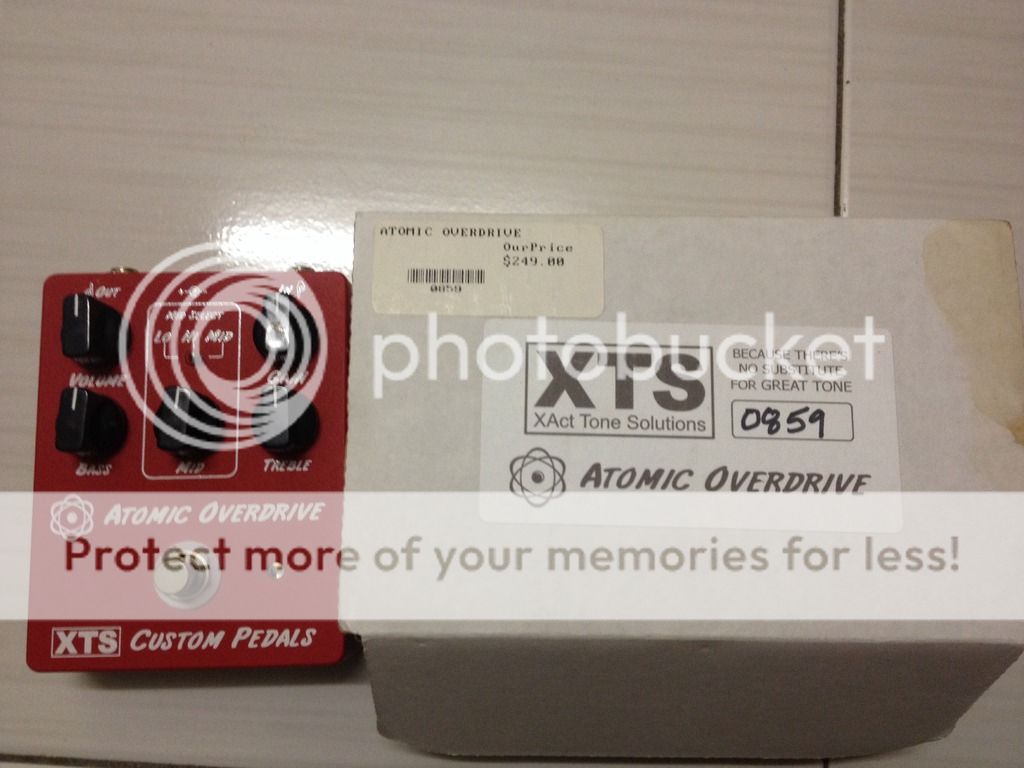 OUT
IN
MID SELECT
LO HI MID
VOLUME
GAIN
BASS
MID
TREBLE
ATOMIC OVERDRIVE
XTS CUSTOM PEDALS
ATOMIC OVERDRIVE
OurPrice
$249.00
0859
XTS
XAct Tone Solutions
BECAUSE THERE'S
NO SUBSTITUTE
FOR GREAT TONE
0859
ATOMIC OVERDRIVE
photobucket
Protect more of your memories for less!